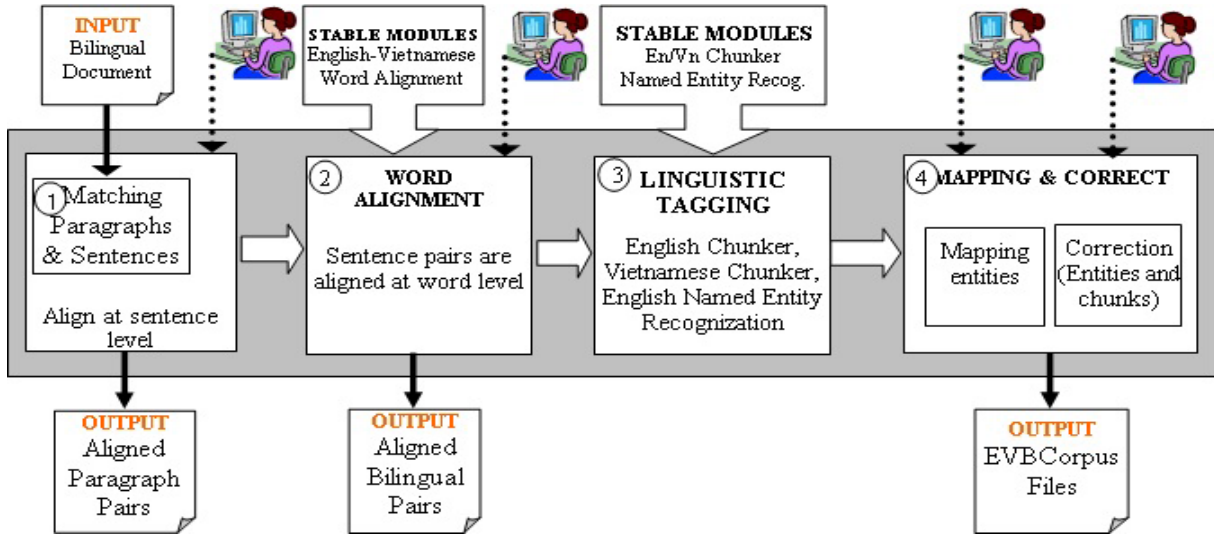 INPUT
Bilingual
Document
STABLE MODULES
English-Vietnamese
Word Alignment
STABLE MODULES
En/Vn Chunker
Named Entity Recog.
1
Matching
Paragraphs
& Sentences
Align at sentence
level
2
WORD
ALIGNMENT
Sentence pairs are
aligned at word level
3
LINGUISTIC
TAGGING
English Chunker,
Vietnamese Chunker,
English Named Entity
Recognization
4
MAPPING & CORRECT
Mapping
entities
Correction
(Entities and
chunks)
OUTPUT
Aligned
Paragraph
Pairs
OUTPUT
Aligned
Bilingual
Pairs
OUTPUT
EVBCorpus
Files